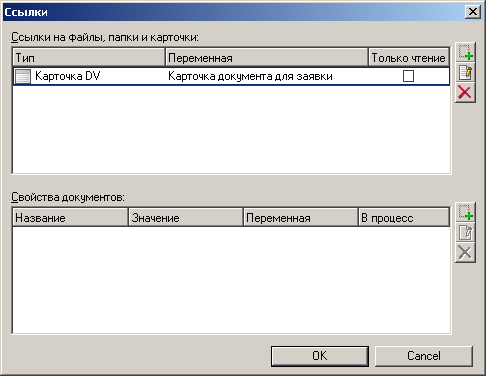 Ссылки
Ссылки на файлы, папки и карточки:
Тип Переменная Только чтение
Карточка DV Карточка документа для заявки
Свойства документов:
Название Значение Переменная В процесс
OK Cancel